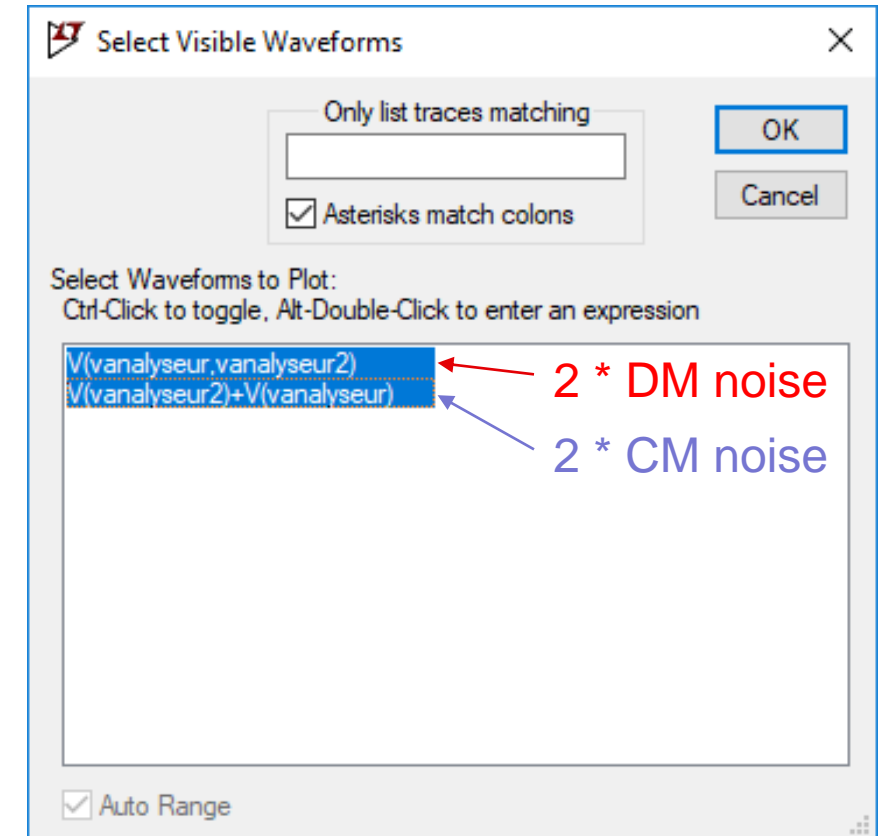 Select Visible Waveforms
Only list traces matching
OK
Asterisks match colons
Cancel
Select Waveforms to Plot:
Ctrl-Click to toggle, Alt-Double-Click to enter an expression
V(vanalyseur,vanalyseur2)
2 * DM noise
V(vanalyseur2)+V(vanalyseur)
2 * CM noise
Auto Range